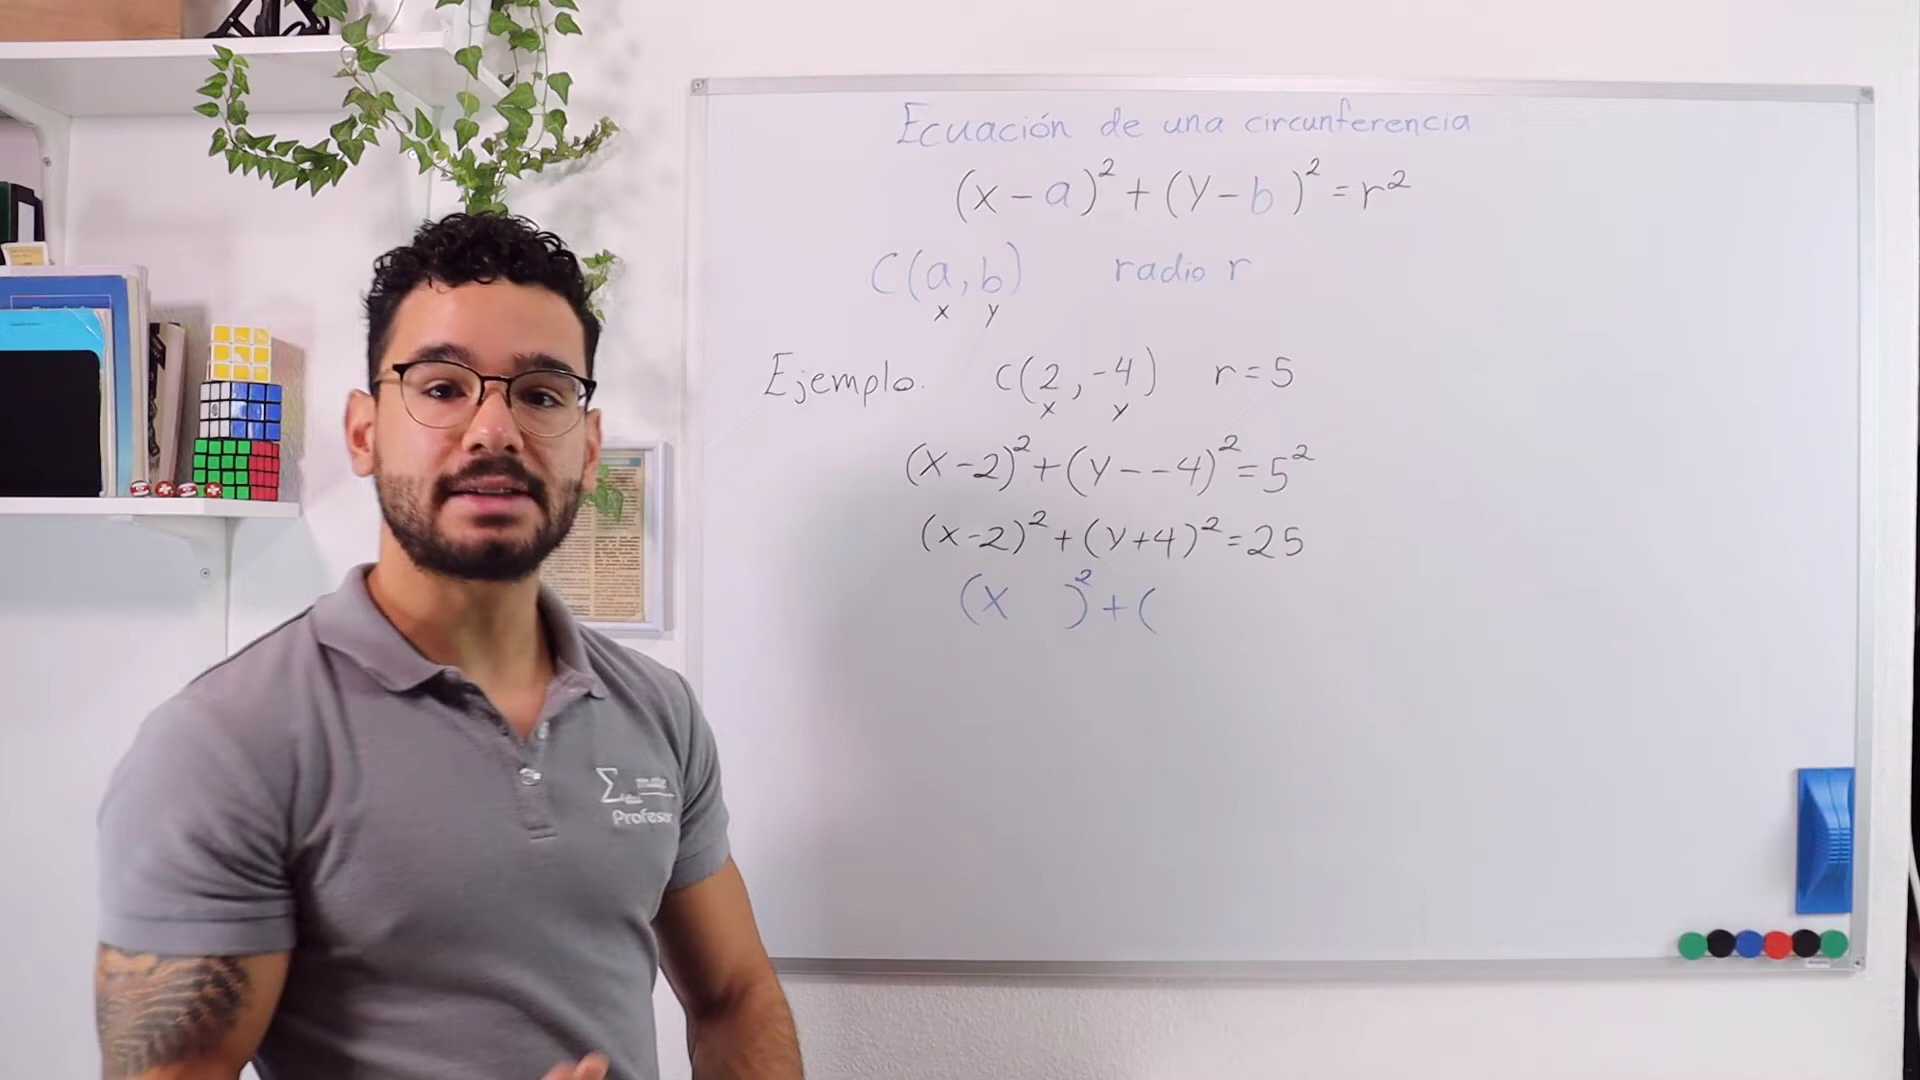 Ecuación de una circunferencia
(x - a)² + (y - b)² = r²
C(a, b) radio r
x y
Ejemplo. C(2, -4) r = 5
x y
(x - 2)² + (y - - 4)² = 5²
(x - 2)² + (y + 4)² = 25
(x )² + (
Profesor